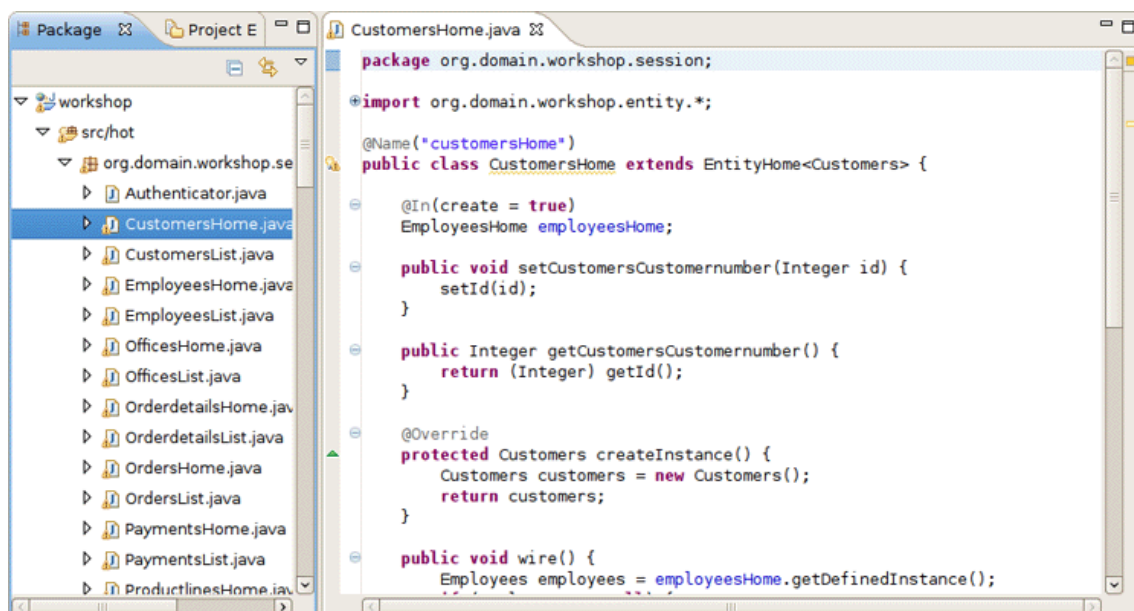 Package
Project E
workshop
src/hot
org.domain.workshop.se
Authenticator.java
CustomersHome.java
CustomersList.java
EmployeesHome.java
EmployeesList.java
OfficesHome.java
OfficesList.java
OrderdetailsHome.jav
OrderdetailsList.java
OrdersHome.java
OrdersList.java
PaymentsHome.java
PaymentsList.java
ProductlinesHome.jav
CustomersHome.java
package org.domain.workshop.session;
import org.domain.workshop.entity.*;
@Name("customersHome")
public class CustomersHome extends EntityHome<Customers> {
@In(create = true)
EmployeesHome employeesHome;
public void setCustomersCustomernumber(Integer id) {
setId(id);
}
public Integer getCustomersCustomernumber() {
return (Integer) getId();
}
@Override
protected Customers createInstance() {
Customers customers = new Customers();
return customers;
}
public void wire() {
Employees employees = employeesHome.getDefinedInstance();